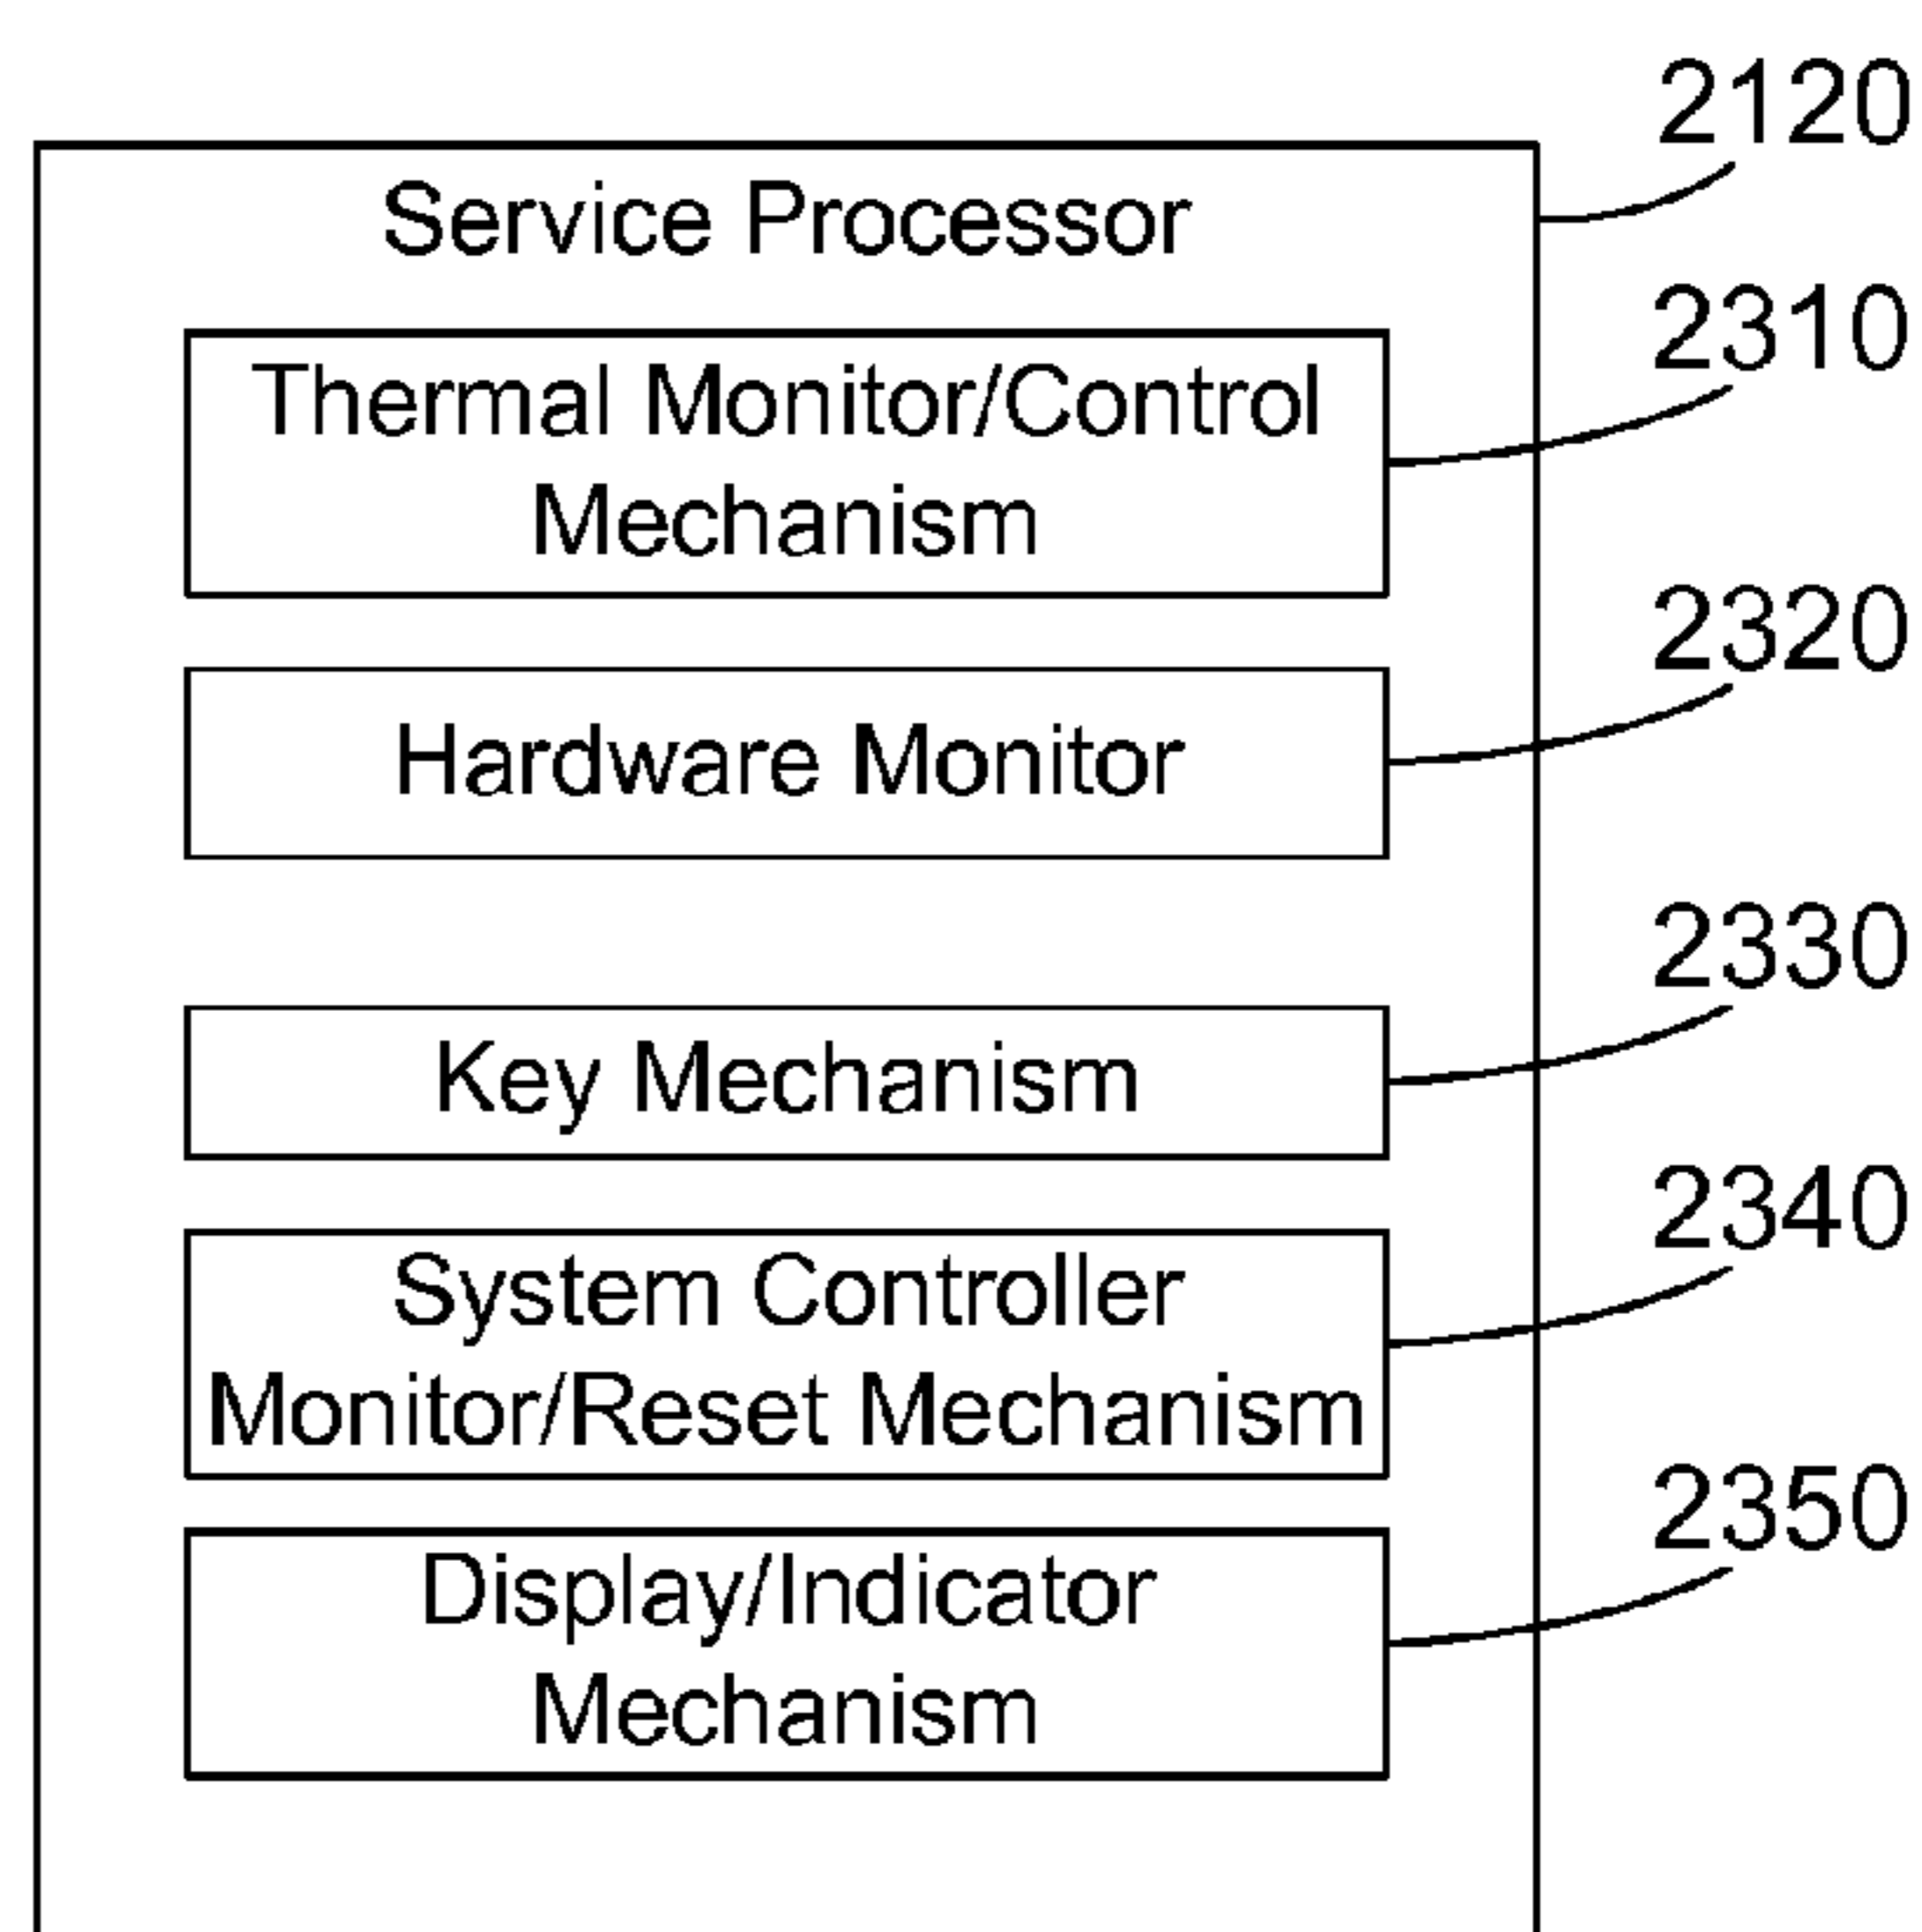 2120
Service Processor
2310
Thermal Monitor/Control
Mechanism
2320
Hardware Monitor
2330
Key Mechanism
2340
System Controller
Monitor/Reset Mechanism
2350
Display/Indicator
Mechanism